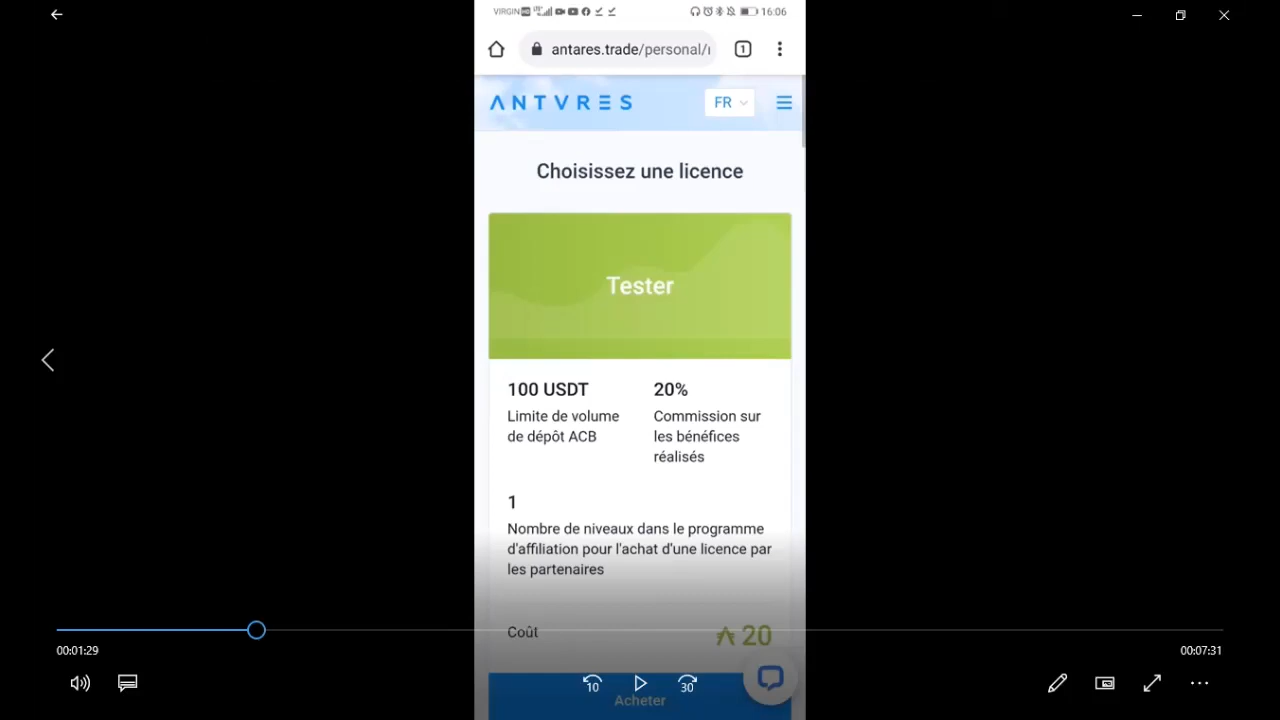 VIRGIN 16:06
antares.trade/personal/
1
ANTARES
FR
Choisissez une licence
Tester
100 USDT
20%
Limite de volume
de dépôt ACB
Commission sur
les bénéfices
réalisés
1
Nombre de niveaux dans le programme
d'affiliation pour l'achat d'une licence par
les partenaires
Coût
20
Acheter
00:01:29
00:07:31
10
30